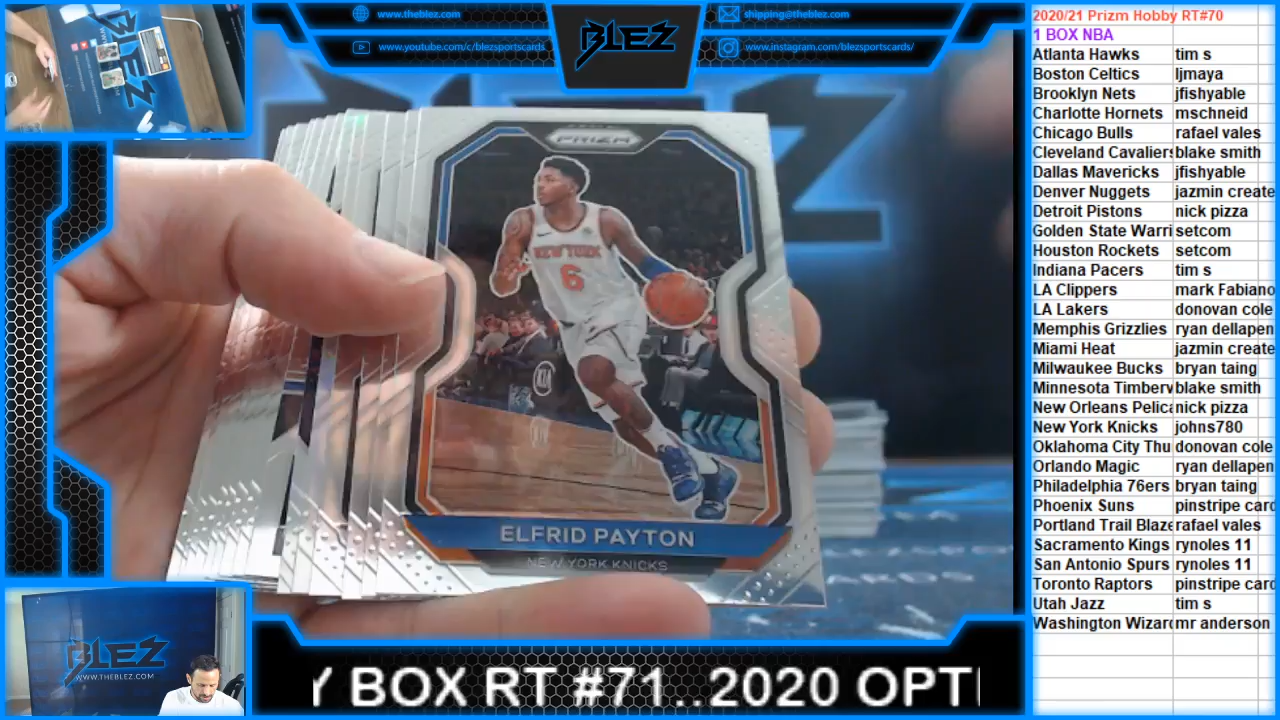 www.theblez.com
www.youtube.com/c/blezsportscards
BLEZ
shipping@theblez.com
www.instagram.com/blezsportscards/
PRIZM
NEW YORK
6
KIA
ELFRID PAYTON
NEW YORK KNICKS
BLEZ
WWW.THEBLEZ.COM
Y BOX RT #71..2020 OPTI
2020/21 Prizm Hobby RT#70
1 BOX NBA
Atlanta Hawks tim s
Boston Celtics ljmaya
Brooklyn Nets jfishyable
Charlotte Hornets mschneid
Chicago Bulls rafael vales
Cleveland Cavaliers blake smith
Dallas Mavericks jfishyable
Denver Nuggets jazmin create
Detroit Pistons nick pizza
Golden State Warri setcom
Houston Rockets setcom
Indiana Pacers tim s
LA Clippers mark Fabiano
LA Lakers donovan cole
Memphis Grizzlies ryan dellapen
Miami Heat jazmin create
Milwaukee Bucks bryan taing
Minnesota Timberv blake smith
New Orleans Pelica nick pizza
New York Knicks johns780
Oklahoma City Thu donovan cole
Orlando Magic ryan dellapen
Philadelphia 76ers bryan taing
Phoenix Suns pinstripe card
Portland Trail Blaze rafael vales
Sacramento Kings rynoles 11
San Antonio Spurs rynoles 11
Toronto Raptors pinstripe card
Utah Jazz tim s
Washington Wizard mr anderson